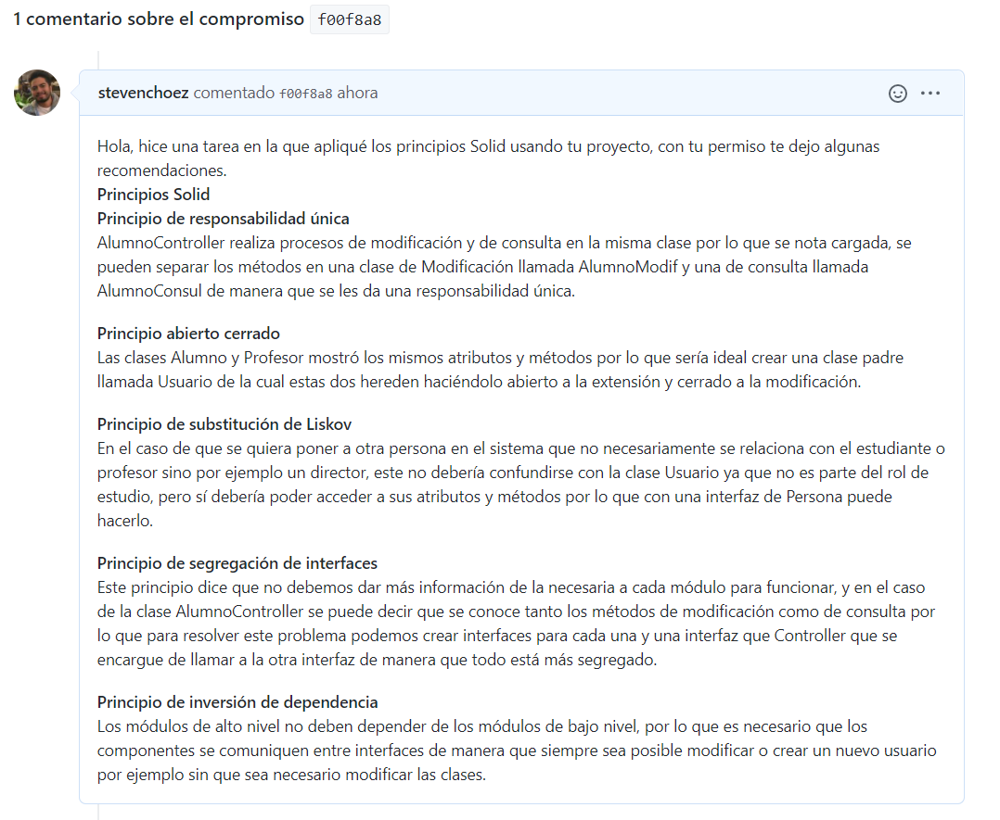 1 comentario sobre el compromiso f00f8a8
stevenchoez comentado f00f8a8 ahora
Hola, hice una tarea en la que apliqué los principios Solid usando tu proyecto, con tu permiso te dejo algunas
recomendaciones.
Principios Solid
Principio de responsabilidad única
AlumnoController realiza procesos de modificación y de consulta en la misma clase por lo que se nota cargada, se
pueden separar los métodos en una clase de Modificación llamada AlumnoModif y una de consulta llamada
AlumnoConsul de manera que se les da una responsabilidad única.
Principio abierto cerrado
Las clases Alumno y Profesor mostró los mismos atributos y métodos por lo que sería ideal crear una clase padre
llamada Usuario de la cual estas dos hereden haciéndolo abierto a la extensión y cerrado a la modificación.
Principio de substitución de Liskov
En el caso de que se quiera poner a otra persona en el sistema que no necesariamente se relaciona con el estudiante o
profesor sino por ejemplo un director, este no debería confundirse con la clase Usuario ya que no es parte del rol de
estudio, pero sí debería poder acceder a sus atributos y métodos por lo que con una interfaz de Persona puede
hacerlo.
Principio de segregación de interfaces
Este principio dice que no debemos dar más información de la necesaria a cada módulo para funcionar, y en el caso
de la clase AlumnoController se puede decir que se conoce tanto los métodos de modificación como de consulta por
lo que para resolver este problema podemos crear interfaces para cada una y una interfaz que Controller que se
encargue de llamar a la otra interfaz de manera que todo está más segregado.
Principio de inversión de dependencia
Los módulos de alto nivel no deben depender de los módulos de bajo nivel, por lo que es necesario que los
componentes se comuniquen entre interfaces de manera que siempre sea posible modificar o crear un nuevo usuario
por ejemplo sin que sea necesario modificar las clases.